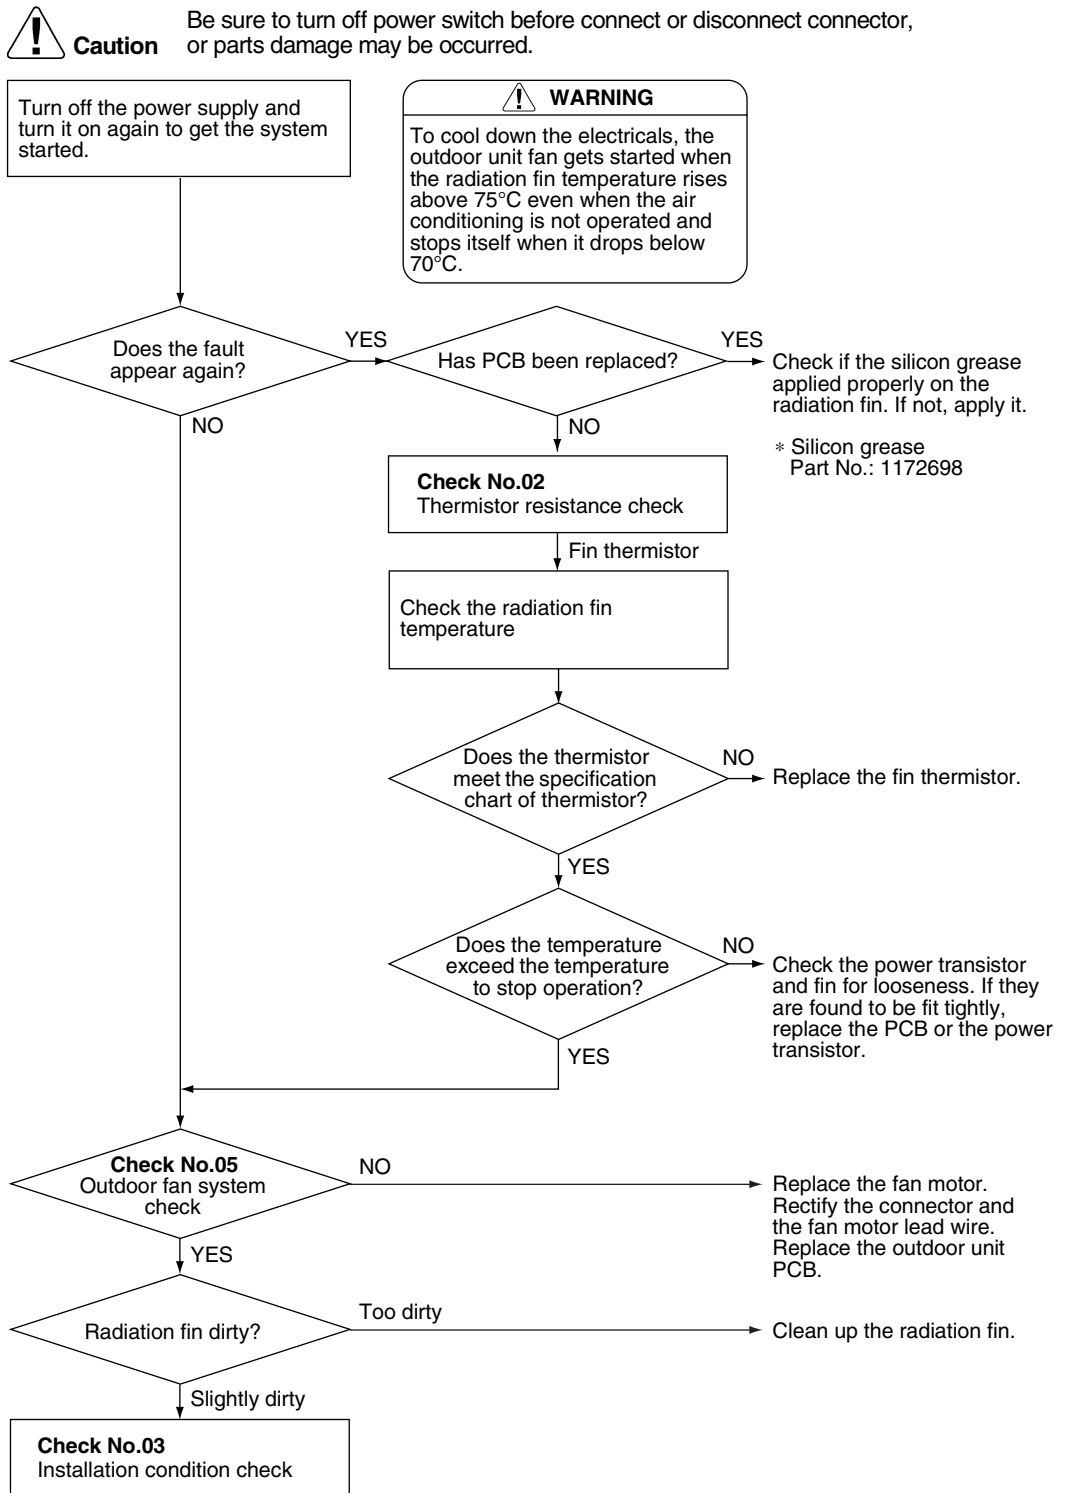 Be sure to turn off power switch before connect or disconnect connector,
Caution or parts damage may be occurred.
Turn off the power supply and
turn it on again to get the system
started.
WARNING
To cool down the electricals, the
outdoor unit fan gets started when
the radiation fin temperature rises
above 75°C even when the air
conditioning is not operated and
stops itself when it drops below
70°C.
Does the fault
appear again?
YES
NO
Has PCB been replaced?
YES
NO
Check if the silicon grease
applied properly on the
radiation fin. If not, apply it.
* Silicon grease
Part No.: 1172698
Check No.02
Thermistor resistance check
Fin thermistor
Check the radiation fin
temperature
Does the thermistor
meet the specification
chart of thermistor?
NO
Replace the fin thermistor.
YES
Does the temperature
exceed the temperature
to stop operation?
NO
Check the power transistor
and fin for looseness. If they
are found to be fit tightly,
replace the PCB or the power
transistor.
YES
Check No.05
Outdoor fan system
check
NO
Replace the fan motor.
Rectify the connector and
the fan motor lead wire.
Replace the outdoor unit
PCB.
YES
Radiation fin dirty?
Too dirty
Clean up the radiation fin.
Slightly dirty
Check No.03
Installation condition check